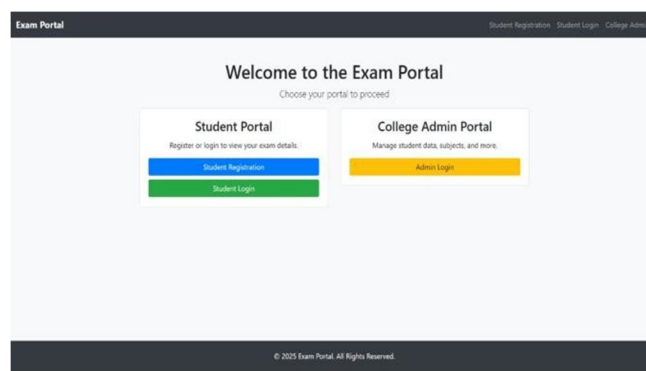 Exam Portal
Student Registration Student Login College Admi
Welcome to the Exam Portal
Choose your portal to proceed
Student Portal
Register or login to view your exam details.
Student Registration
Student Login
College Admin Portal
Manage student data, subjects, and more.
Admin Login
© 2025 Exam Portal. All Rights Reserved.